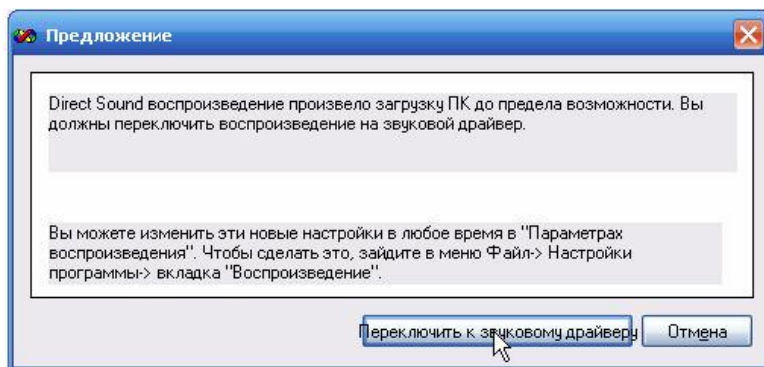 Предложение
Direct Sound воспроизведение произвело загрузку ПК до предела возможности. Вы
должны переключить воспроизведение на звуковой драйвер.
Вы можете изменить эти новые настройки в любое время в "Параметрах
воспроизведения". Чтобы сделать это, зайдите в меню Файл-> Настройки
программы-> вкладка "Воспроизведение".
Переключить к звуковому драйверу
Отмена